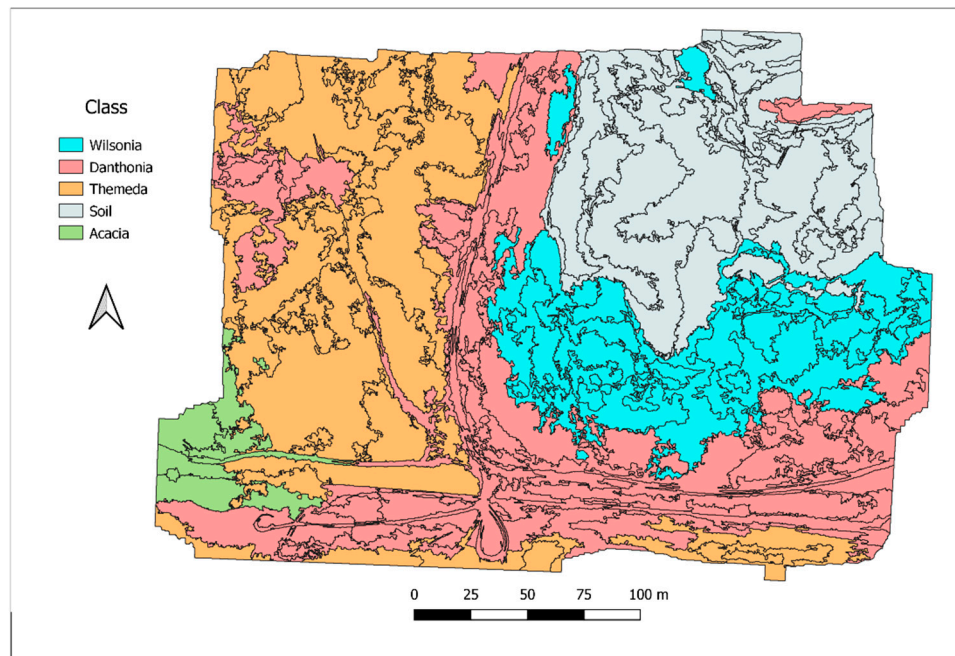 Class
Wilsonia
Danthonia
Themeda
Soil
Acacia
0 25 50 75 100 m